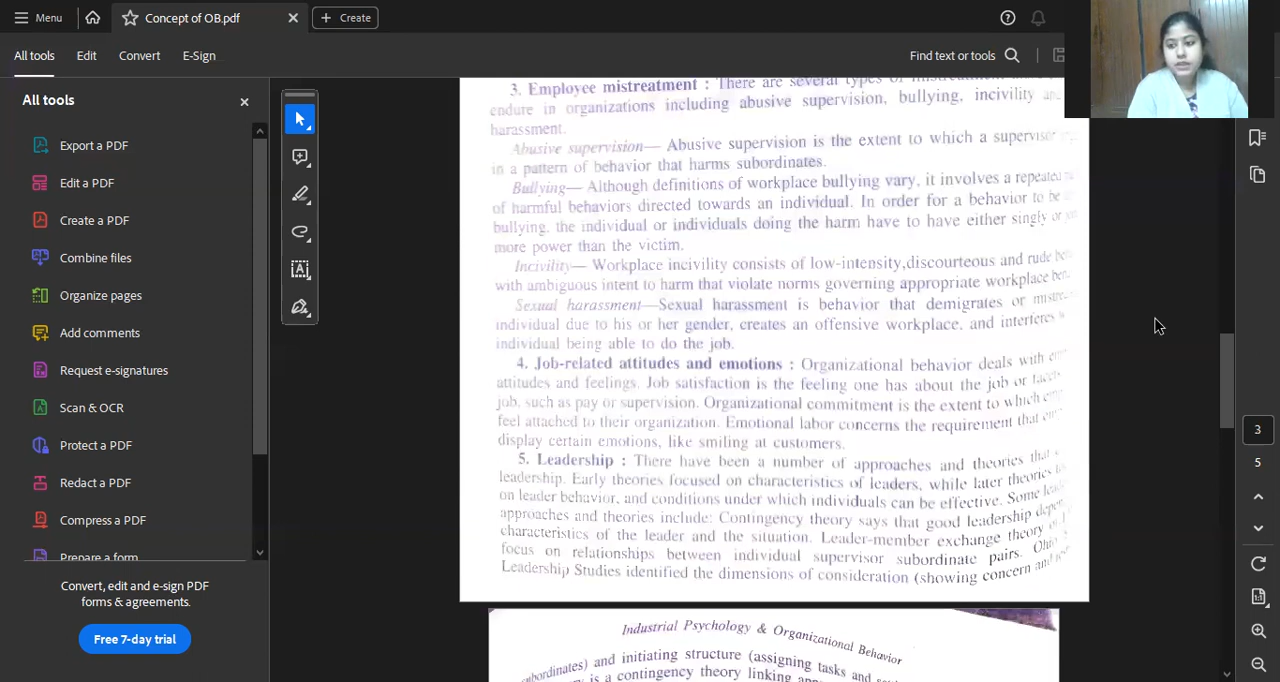 Menu
Concept of OB.pdf
Create
All tools
Edit
Convert
E-Sign
Find text or tools
All tools
Export a PDF
Edit a PDF
Create a PDF
Combine files
Organize pages
Add comments
Request e-signatures
Scan & OCR
Protect a PDF
Redact a PDF
Compress a PDF
Prepare a form
Convert, edit and e-sign PDF
forms & agreements.
Free 7-day trial
3. Employee mistreatment : There are several types of
endure in organizations including abusive supervision, bullying, incivility and
harassment.
Abusive supervision— Abusive supervision is the extent to which a supervisor
in a pattern of behavior that harms subordinates.
Bullying— Although definitions of workplace bullying vary, it involves a repeated
of harmful behaviors directed towards an individual. In order for a behavior to be
bullying, the individual or individuals doing the harm have to have either singly or
more power than the victim.
Incivility— Workplace incivility consists of low-intensity,discourteous and rude
with ambiguous intent to harm that violate norms governing appropriate workplace
Sexual harassment—Sexual harassment is behavior that demigrates or
individual due to his or her gender, creates an offensive workplace, and interferes
individual being able to do the job.
4. Job-related attitudes and emotions : Organizational behavior deals with
attitudes and feelings. Job satisfaction is the feeling one has about the job or
job, such as pay or supervision. Organizational commitment is the extent to which
feel attached to their organization. Emotional labor concerns the requirement that
display certain emotions, like smiling at customers.
5. Leadership : There have been a number of approaches and theories that
leadership. Early theories focused on characteristics of leaders, while later theories
on leader behavior, and conditions under which individuals can be effective. Some
approaches and theories include: Contingency theory says that good leadership
characteristics of the leader and the situation. Leader-member exchange theory
focus on relationships between individual supervisor subordinate pairs. Ohio
Leadership Studies identified the dimensions of consideration (showing concern and
Industrial Psychology & Organizational Behavior
subordinates) and initiating structure (assigning tasks and
is a contingency theory linking
3
5